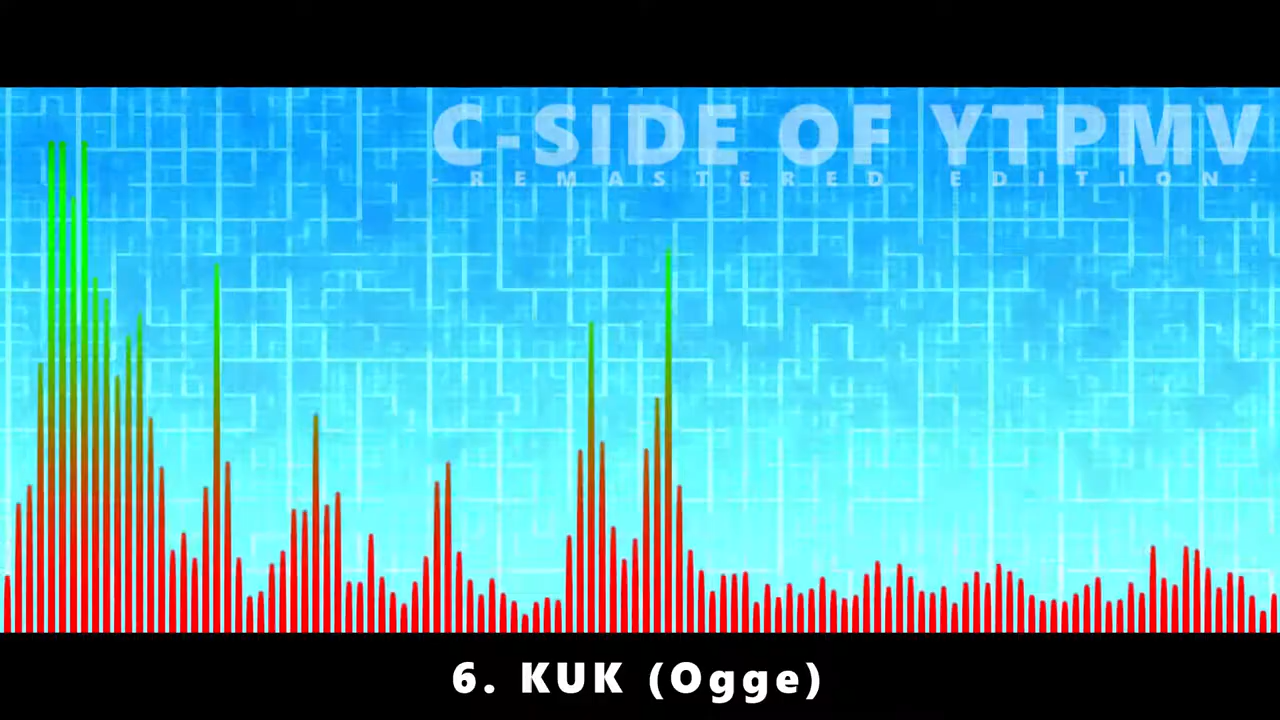 C-SIDE OF YTPMV
- REMASTERED EDITION -
6. KUK (Ogge)